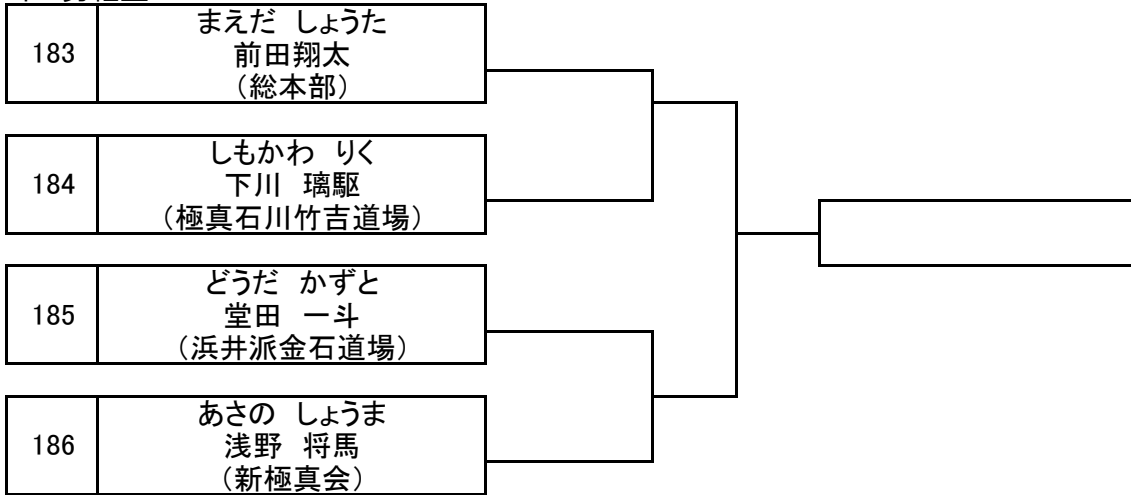 183
まえだ　しょうた
前田翔太
（総本部）
184
しもかわ　りく
下川　璃駆
（極真石川竹吉道場）
185
どうだ　かずと
堂田　一斗
（浜井派金石道場）
186
あさの　しょうま
浅野　将馬
（新極真会）